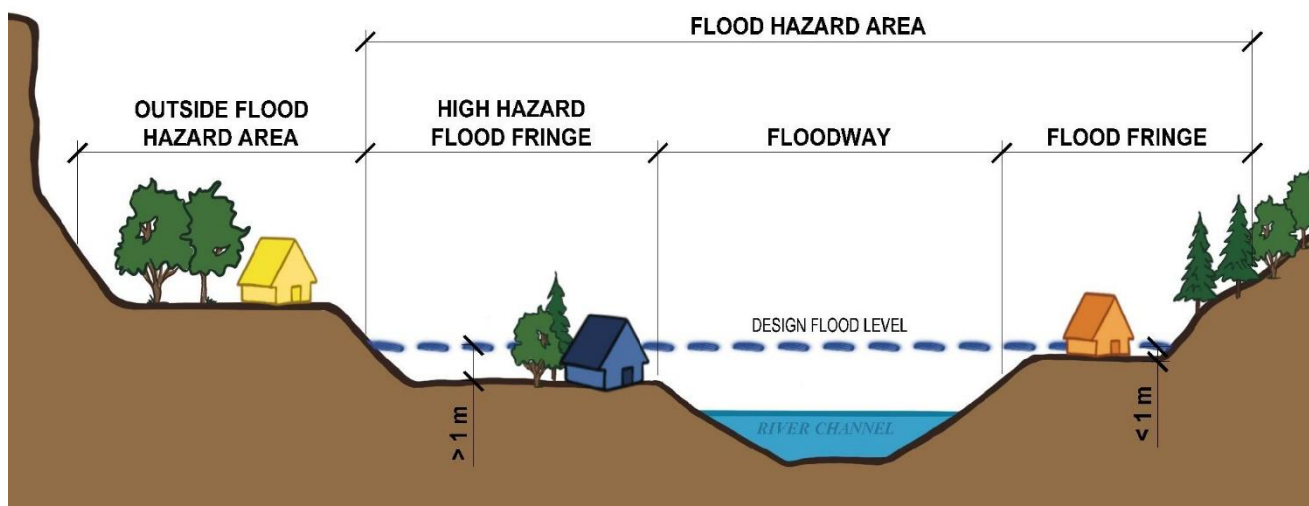 FLOOD HAZARD AREA
OUTSIDE FLOOD
HAZARD AREA
HIGH HAZARD
FLOOD FRINGE
FLOODWAY
FLOOD FRINGE
DESIGN FLOOD LEVEL
RIVER CHANNEL
> 1 m
< 1 m